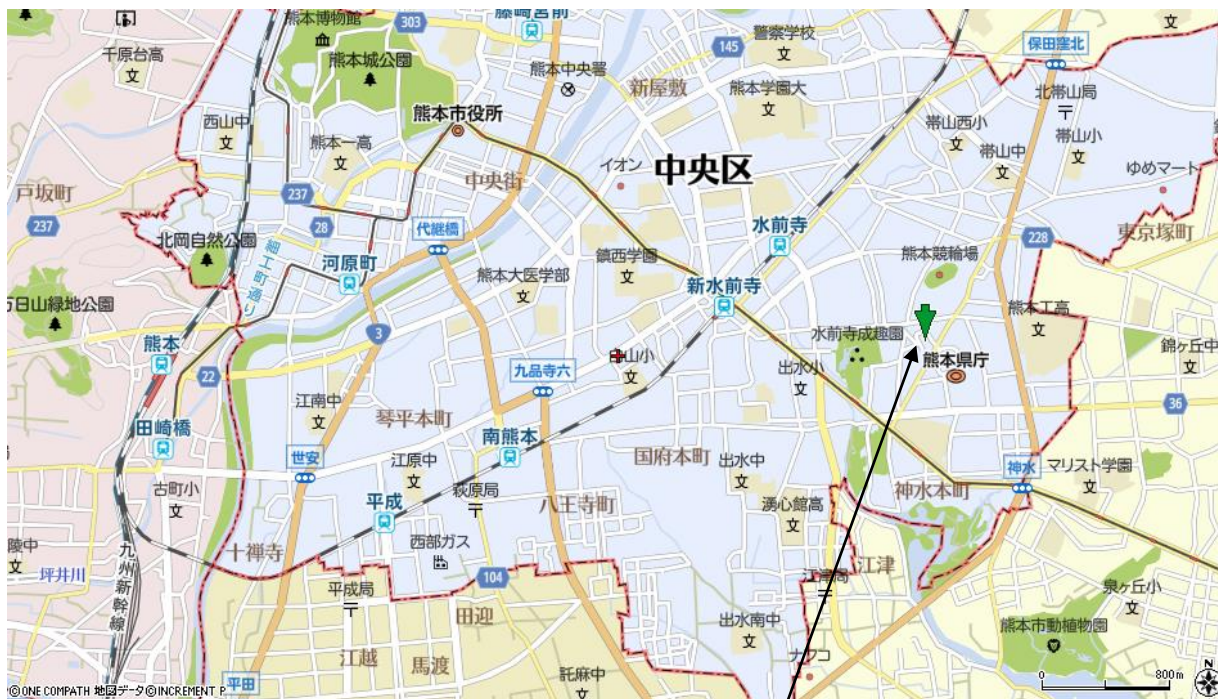 熊本博物館
303
藤崎宮前
千原台高
熊本城公園
145
警察学校
保田窪北
熊本中央署
新屋敷
熊本学園大
北帯山局
熊本市役所
西山中
熊本一高
帯山西小
帯山小
中央街
イオン
中央区
帯山中
ゆめマート
戸坂町
237
237
28
代継橋
水前寺
228
東京塚町
北岡自然公園
河原町
熊本大医学部
鎮西学園
熊本競輪場
新水前寺
万日山緑地公園
3
水前寺成趣園
熊本工高
熊本
山小
熊本県庁
錦ヶ丘中
22
九品寺六
出水小
江南中
琴平本町
36
田崎橋
南熊本
国府本町
世安
江原中
出水中
神水
マリスト学園
古町小
萩原局
湧心館高
神水本町
平成
八王寺町
十禅寺
西部ガス
陵中
九州新幹線
坪井川
104
江津局
江津
平成局
泉ヶ丘小
田迎
出水南中
熊本市動植物園
江越
馬渡
託麻中
ナフコ
平田
0
800m
N
©ONE COMPATH 地図データ©INCREMENT P